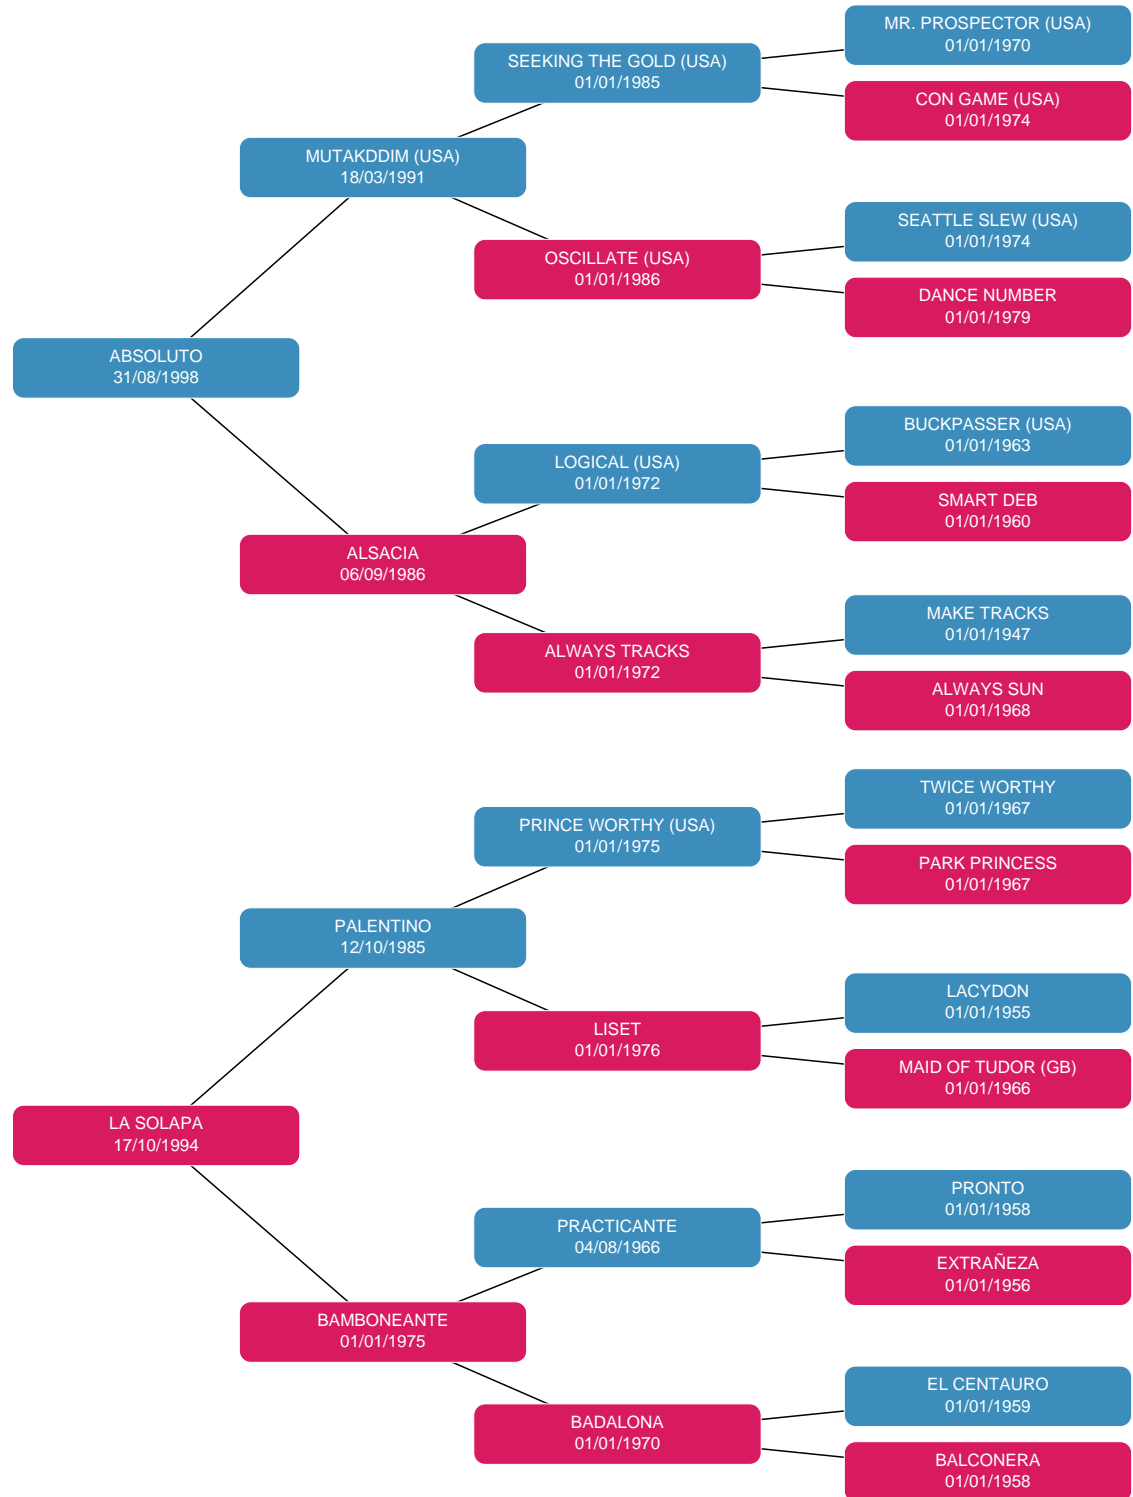 MR. PROSPECTOR (USA)
01/01/1970
SEEKING THE GOLD (USA)
01/01/1985
CON GAME (USA)
01/01/1974
MUTAKDDIM (USA)
18/03/1991
SEATTLE SLEW (USA)
01/01/1974
OSCILLATE (USA)
01/01/1986
DANCE NUMBER
01/01/1979
ABSOLUTO
31/08/1998
BUCKPASSER (USA)
01/01/1963
LOGICAL (USA)
01/01/1972
SMART DEB
01/01/1960
ALSACIA
06/09/1986
MAKE TRACKS
01/01/1947
ALWAYS TRACKS
01/01/1972
ALWAYS SUN
01/01/1968
TWICE WORTHY
01/01/1967
PRINCE WORTHY (USA)
01/01/1975
PARK PRINCESS
01/01/1967
PALENTINO
12/10/1985
LACYDON
01/01/1955
LISET
01/01/1976
MAID OF TUDOR (GB)
01/01/1966
LA SOLAPA
17/10/1994
PRONTO
01/01/1958
PRACTICANTE
04/08/1966
EXTRAÑEZA
01/01/1956
BAMBONEANTE
01/01/1975
EL CENTAURO
01/01/1959
BADALONA
01/01/1970
BALCONERA
01/01/1958